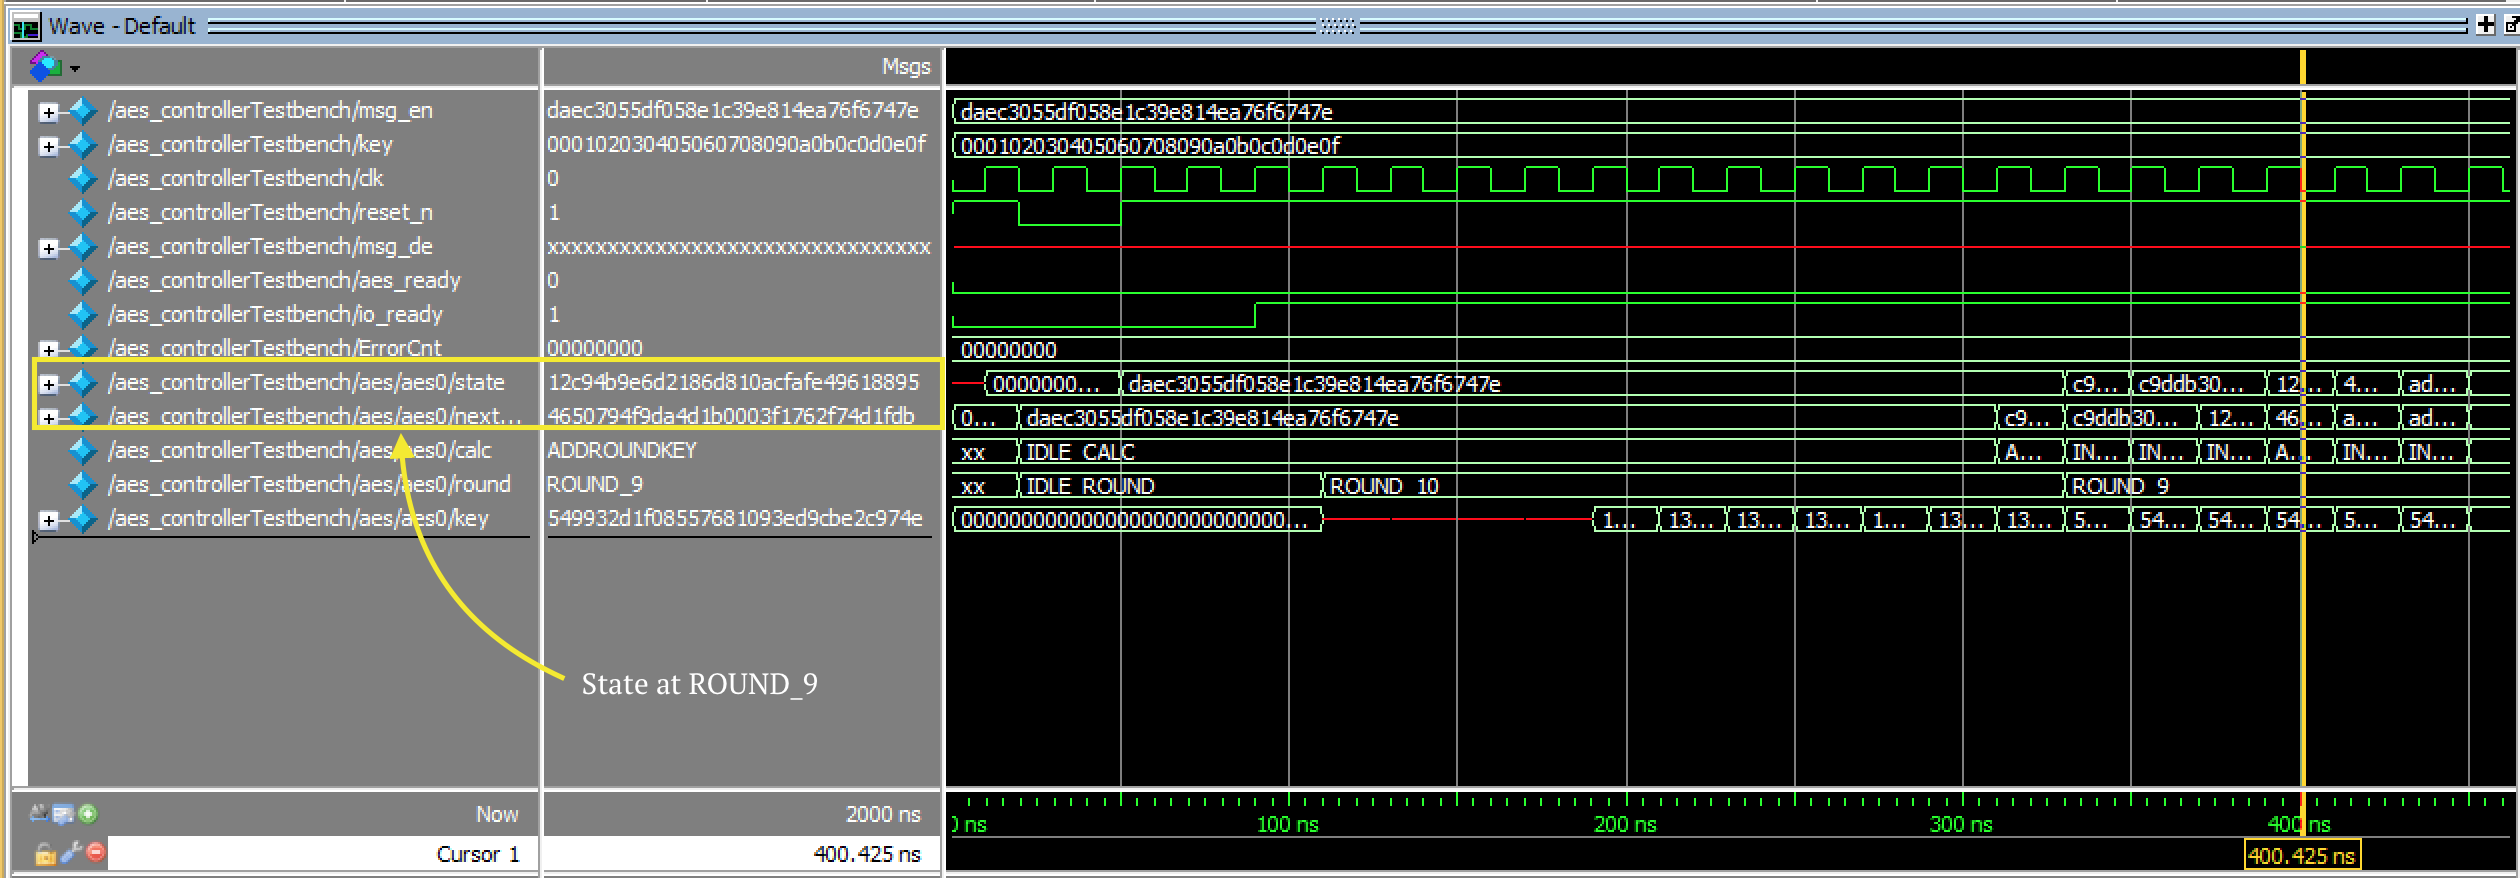 Wave - Default
Msgs
/aes_controllerTestbench/msg_en daec3055df058e1c39e814ea76f6747e daec3055df058e1c39e814ea76f6747e
/aes_controllerTestbench/key 000102030405060708090a0b0c0d0e0f 000102030405060708090a0b0c0d0e0f
/aes_controllerTestbench/clk 0
/aes_controllerTestbench/reset_n 1
/aes_controllerTestbench/msg_de xxxxxxxxxxxxxxxxxxxxxxxxxxxxxxxx
/aes_controllerTestbench/aes_ready 0
/aes_controllerTestbench/io_ready 1
/aes_controllerTestbench/ErrorCnt 00000000 00000000
/aes_controllerTestbench/aes/aes0/state 12c94b9e6d2186d810acfafe49618895 0000000... daec3055df058e1c39e814ea76f6747e c9... c9ddb30... 12... 4... ad...
/aes_controllerTestbench/aes/aes0/next... 4650794f9da4d1b0003f1762f74d1fdb 0... daec3055df058e1c39e814ea76f6747e c9... c9ddb30... 12... 46... a... ad...
/aes_controllerTestbench/aes/aes0/calc ADDROUNDKEY xx IDLE_CALC A... IN... IN... IN... A... IN... IN...
/aes_controllerTestbench/aes/aes0/round ROUND_9 xx IDLE_ROUND ROUND_10 ROUND_9
/aes_controllerTestbench/aes/aes0/key 549932d1f08557681093ed9cbe2c974e 000000000000000000000000000... 1... 13... 13... 13... 1... 13... 13... 5... 54... 54... 54... 5... 54...
State at ROUND_9
Now 2000 ns 0 ns 100 ns 200 ns 300 ns 400 ns
Cursor 1 400.425 ns 400.425 ns